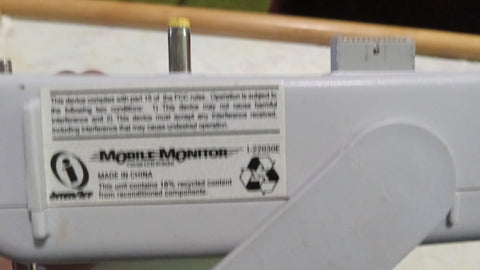 This device complies with part 15 of the FCC rules. Operation is subject to
the following two conditions: 1) This device may not cause harmful
interference and 2) This device must accept any interference received,
including interference that may cause undesired operation.
MOBILE MONITOR
1-22030E
MADE IN CHINA
This unit contains 16% recycled content
from reconditioned components.
InterAct